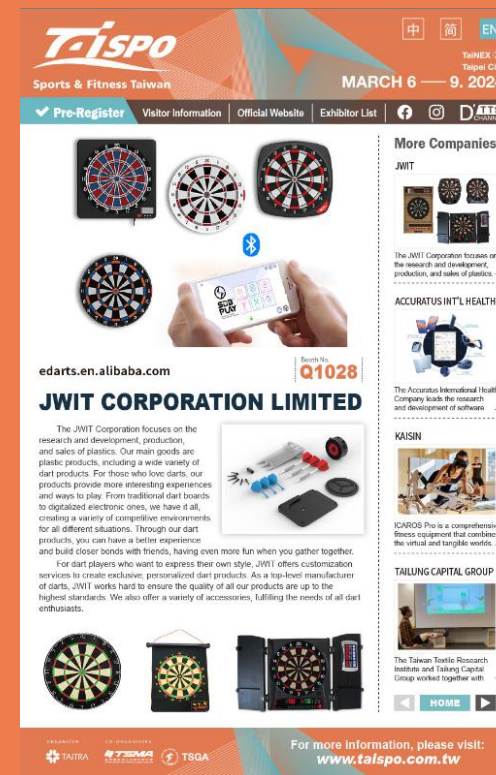 TAISPO
Sports & Fitness Taiwan
中 简 EN
TaiNEX
Taipei
MARCH 6 — 9. 202
Pre-Register
Visitor Information
Official Website
Exhibitor List
edarts.en.alibaba.com
Booth No.
Q1028
JWIT CORPORATION LIMITED
The JWIT Corporation focuses on the
research and development, production,
and sales of plastics. Our main goods are
plastic products, including a wide variety of
dart products. For those who love darts, our
products provide more interesting experiences
and ways to play. From traditional dart boards
to digitalized electronic ones, we have it all,
creating a variety of competitive environments
for all different situations. Through our dart
products, you can have a better experience
and build closer bonds with friends, having even more fun when you gather together.
For dart players who want to express their own style, JWIT offers customization
services to create exclusive, personalized dart products. As a top-level manufacturer
of darts, JWIT works hard to ensure the quality of all our products are up to the
highest standards. We also offer a variety of accessories, fulfilling the needs of all dart
enthusiasts.
More Companies
JWIT
The JWIT Corporation focuses on
the research and development,
production, and sales of plastics.
ACCURATUS INT'L HEALTH
The Accuratus International Health
Company leads the research
and development of software
KAISIN
ICAROS Pro is a comprehensive
fitness equipment that combine
the virtual and tangible worlds.
TAILUNG CAPITAL GROUP
The Taiwan Textile Research
Institute and Tailung Capital
Group worked together with
HOME
ORGANIZER
CO-ORGANIZERS
TAITRA
TSMA
TSGA
For more information, please visit:
www.taispo.com.tw